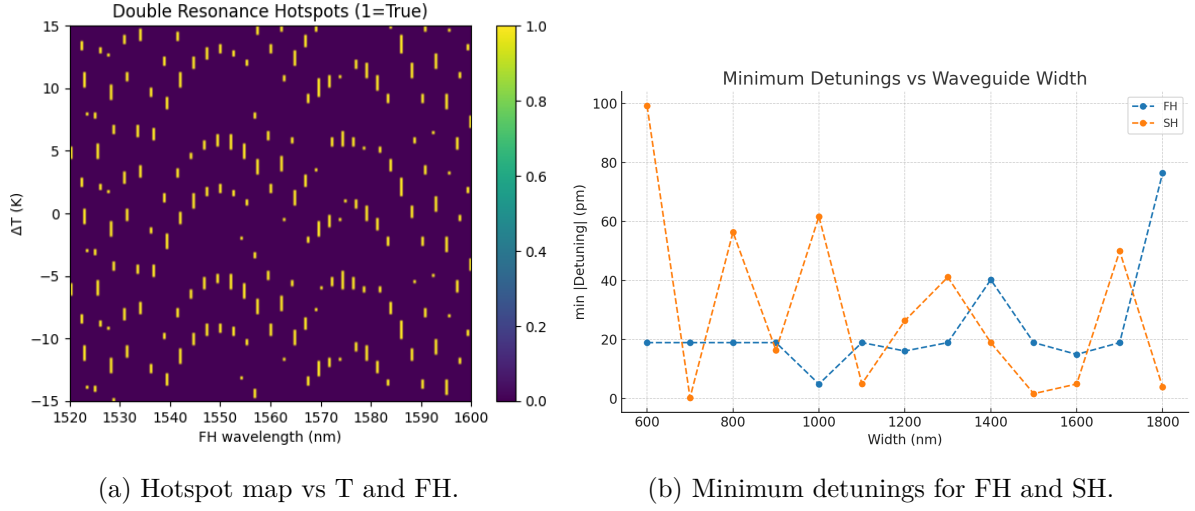 Double Resonance Hotspots (1=True)
15
10
5
0
−5
−10
−15
ΔT (K)
1520 1530 1540 1550 1560 1570 1580 1590 1600
FH wavelength (nm)
1.0
0.8
0.6
0.4
0.2
0.0
(a) Hotspot map vs T and FH.
Minimum Detunings vs Waveguide Width
FH
SH
100
80
60
40
20
0
min |Detuning| (pm)
600 800 1000 1200 1400 1600 1800
Width (nm)
(b) Minimum detunings for FH and SH.